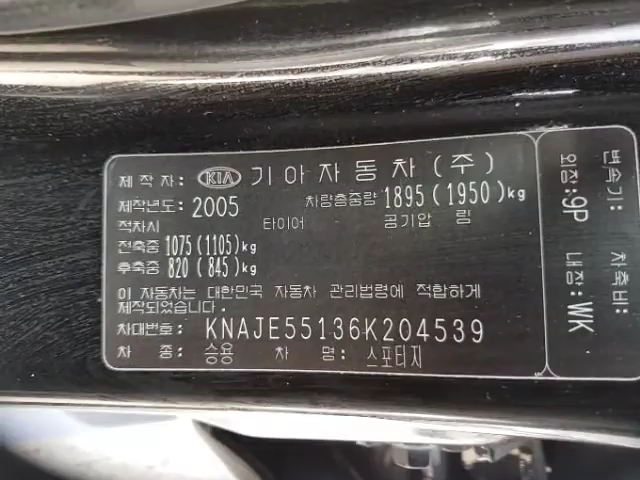 제 작 자: KIA 기아자동차(주)
제작년도: 2005 차량총중량 1895(1950)kg
적차시 타이어 공기압 림
전축중 1075(1105)kg
후축중 820(845)kg
이 자동차는 대한민국 자동차 관리법령에 적합하게
제작되었습니다.
차대번호: KNAJE55136K204539
차 종: 승용 차 명: 스포티지
변속기: 차축비:
외장:9P 내장:WK